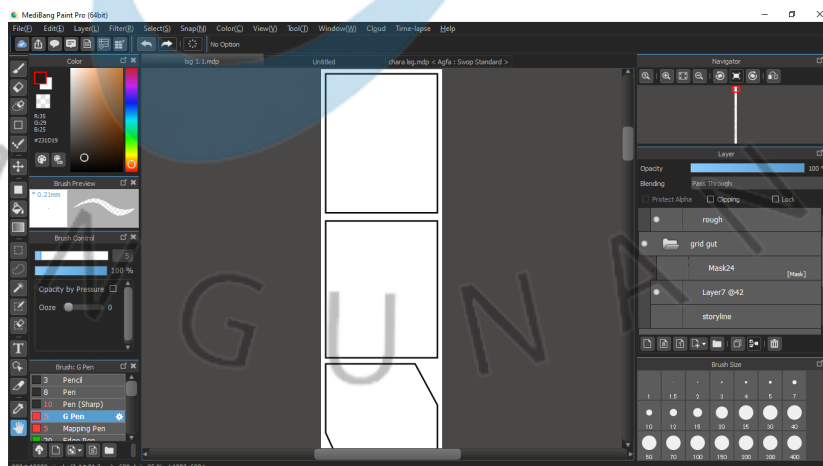 MediBang Paint Pro (64bit)
File(F) Edit(E) Layer(L) Filter(R) Select(S) Snap(N) Color(C) View(V) Tool(T) Window(W) Cloud Time-lapse Help
No Option
Color
lsg 1.1.mdp
Untitled
chara lsg.mdp < Agfa : Swop Standard >
Navigator
R:35
G:29
B:25
#231D19
Brush Preview
0.21mm
Brush Control
5
100 %
Opacity by Pressure
Ooze 0
Layer
Opacity 100 %
Blending Pass Through
Protect Alpha Clipping Lock
rough
grid gut
Mask24 [Mask]
Layer7 @42
storyline
Brush: G Pen
3 Pencil
8 Pen
10 Pen (Sharp)
5 G Pen
5 Mapping Pen
20 Edge Pen
Brush Size
1 1.5 2 3 4 5 7
10 12 15 20 25 30 40
50 70 100 150 200 300 400
GUNAN